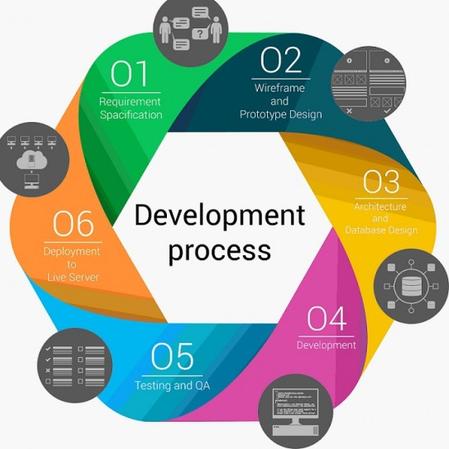 01
Requirement
Spacification
02
Wireframe
and
Prototype Design
03
Architecture
and
Database Design
04
Development
05
Testing and QA
06
Deployment
to
Live Server
Development
process
?